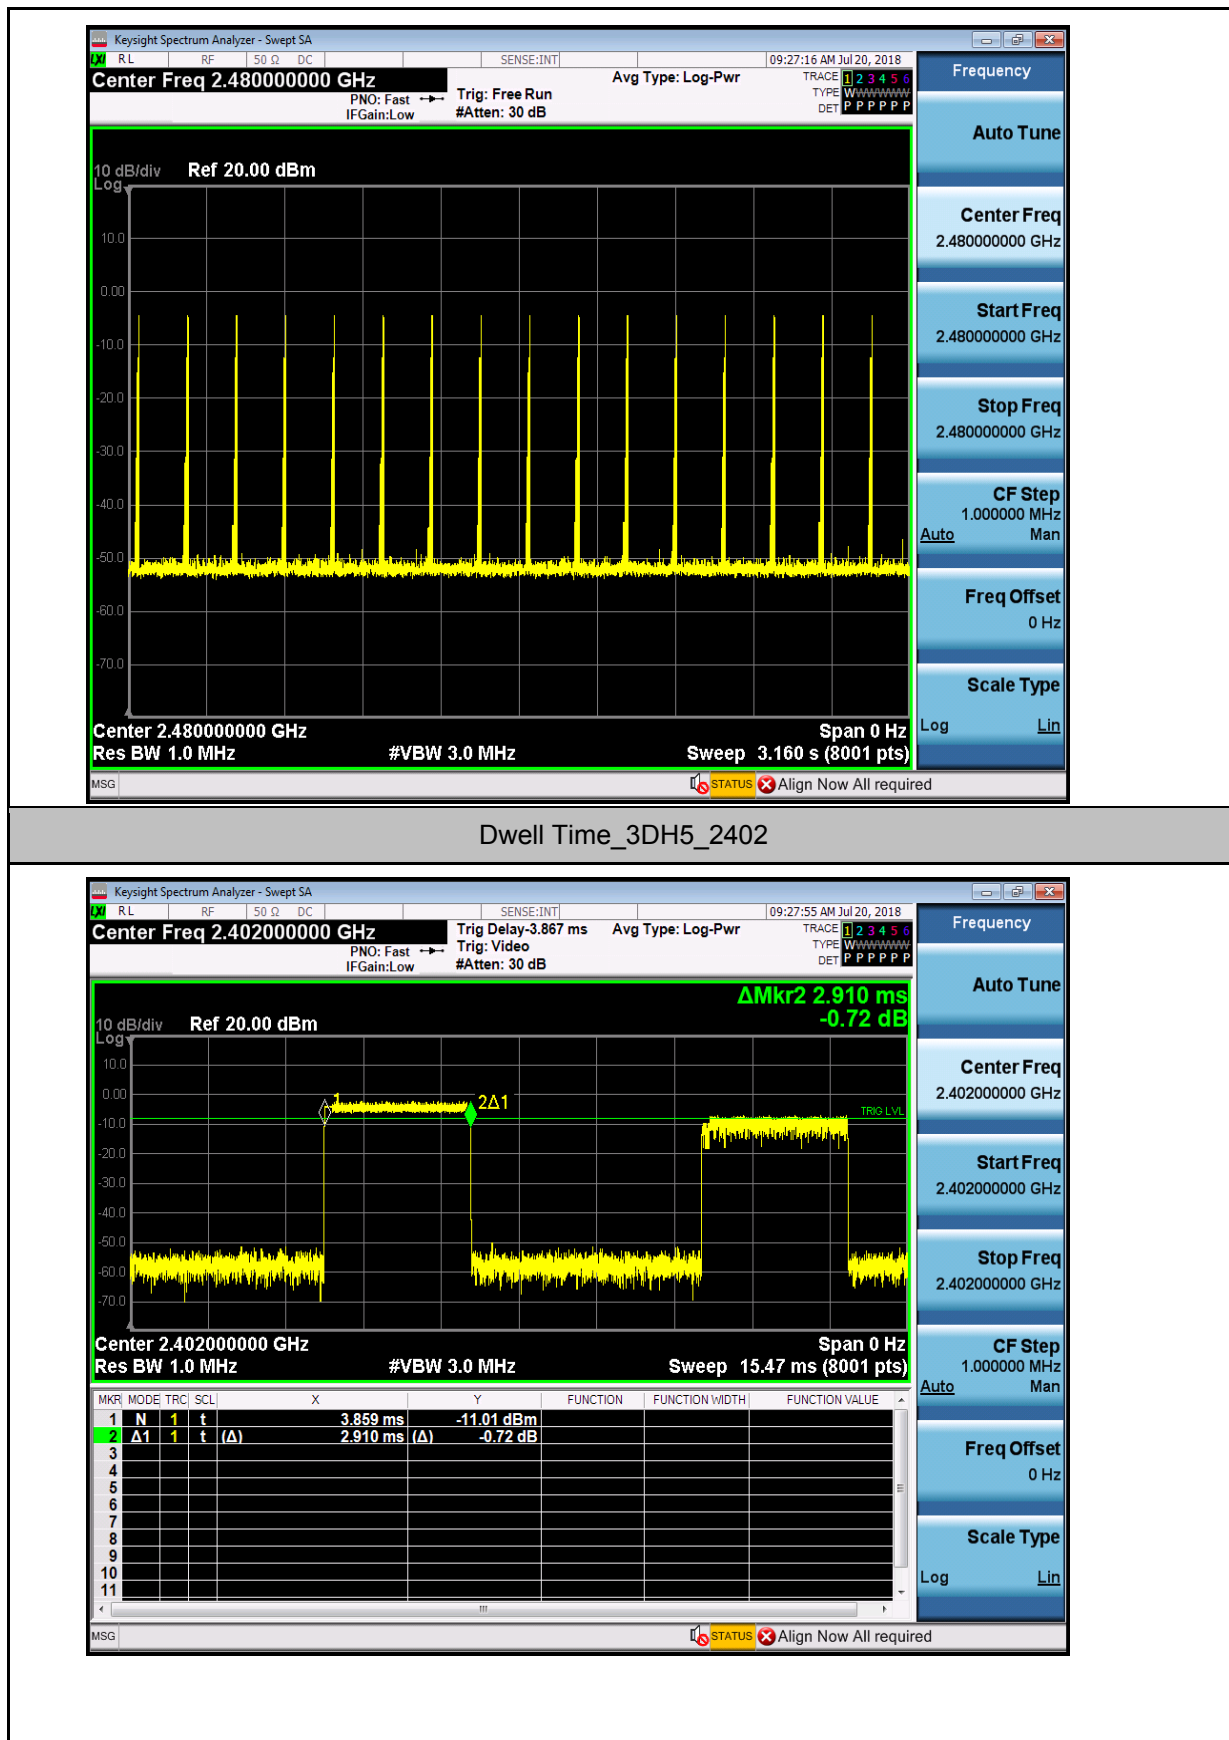 Keysight Spectrum Analyzer - Swept SA
LXI RL RF 50 Ω DC SENSE:INT 09:27:16 AM Jul 20, 2018
Center Freq 2.480000000 GHz
PNO: Fast
IFGain:Low
Trig: Free Run
#Atten: 30 dB
Avg Type: Log-Pwr
TRACE 1 2 3 4 5 6
TYPE WWWWWW
DET P P P P P P
10 dB/div
Log
Ref 20.00 dBm
10.0
0.00
-10.0
-20.0
-30.0
-40.0
-50.0
-60.0
-70.0
Center 2.480000000 GHz Span 0 Hz
Res BW 1.0 MHz #VBW 3.0 MHz Sweep 3.160 s (8001 pts)
MSG STATUS Align Now All required
Frequency
Auto Tune
Center Freq
2.480000000 GHz
Start Freq
2.480000000 GHz
Stop Freq
2.480000000 GHz
CF Step
1.000000 MHz
Auto Man
Freq Offset
0 Hz
Scale Type
Log Lin
Dwell Time_3DH5_2402
Keysight Spectrum Analyzer - Swept SA
LXI RL RF 50 Ω DC SENSE:INT 09:27:55 AM Jul 20, 2018
Center Freq 2.402000000 GHz
PNO: Fast
IFGain:Low
Trig Delay-3.867 ms
Trig: Video
#Atten: 30 dB
Avg Type: Log-Pwr
TRACE 1 2 3 4 5 6
TYPE WWWWWW
DET P P P P P P
ΔMkr2 2.910 ms
-0.72 dB
10 dB/div
Log
Ref 20.00 dBm
10.0
0.00
-10.0
-20.0
-30.0
-40.0
-50.0
-60.0
-70.0
1
2Δ1
TRIG LVL
Center 2.402000000 GHz Span 0 Hz
Res BW 1.0 MHz #VBW 3.0 MHz Sweep 15.47 ms (8001 pts)
MKR MODE TRC SCL X Y FUNCTION FUNCTION WIDTH FUNCTION VALUE
1 N 1 t 3.859 ms -11.01 dBm
2 Δ1 1 t (Δ) 2.910 ms (Δ) -0.72 dB
3
4
5
6
7
8
9
10
11
MSG STATUS Align Now All required
Frequency
Auto Tune
Center Freq
2.402000000 GHz
Start Freq
2.402000000 GHz
Stop Freq
2.402000000 GHz
CF Step
1.000000 MHz
Auto Man
Freq Offset
0 Hz
Scale Type
Log Lin